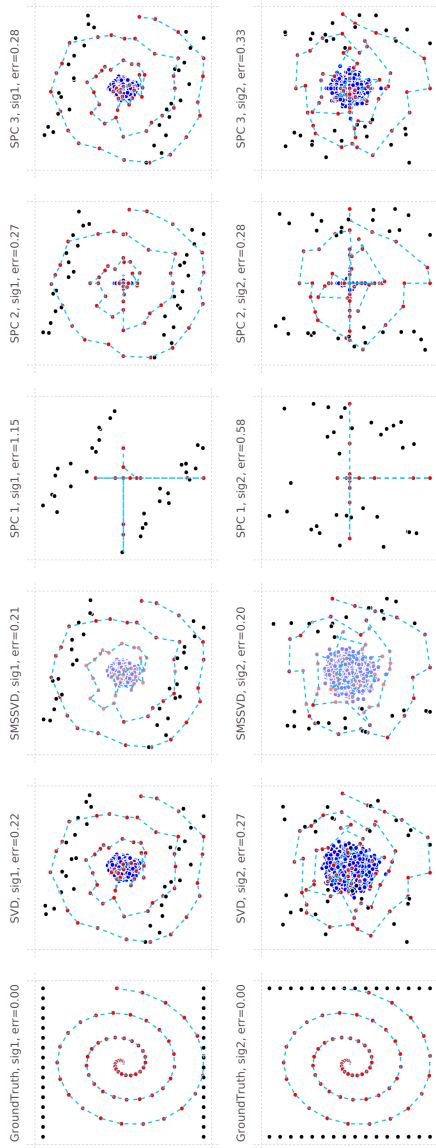 GroundTruth, sig1, err=0.00
SVD, sig1, err=0.22
SMSSVD, sig1, err=0.21
SPC 1, sig1, err=1.15
SPC 2, sig1, err=0.27
SPC 3, sig1, err=0.28
GroundTruth, sig2, err=0.00
SVD, sig2, err=0.27
SMSSVD, sig2, err=0.20
SPC 1, sig2, err=0.58
SPC 2, sig2, err=0.28
SPC 3, sig2, err=0.33